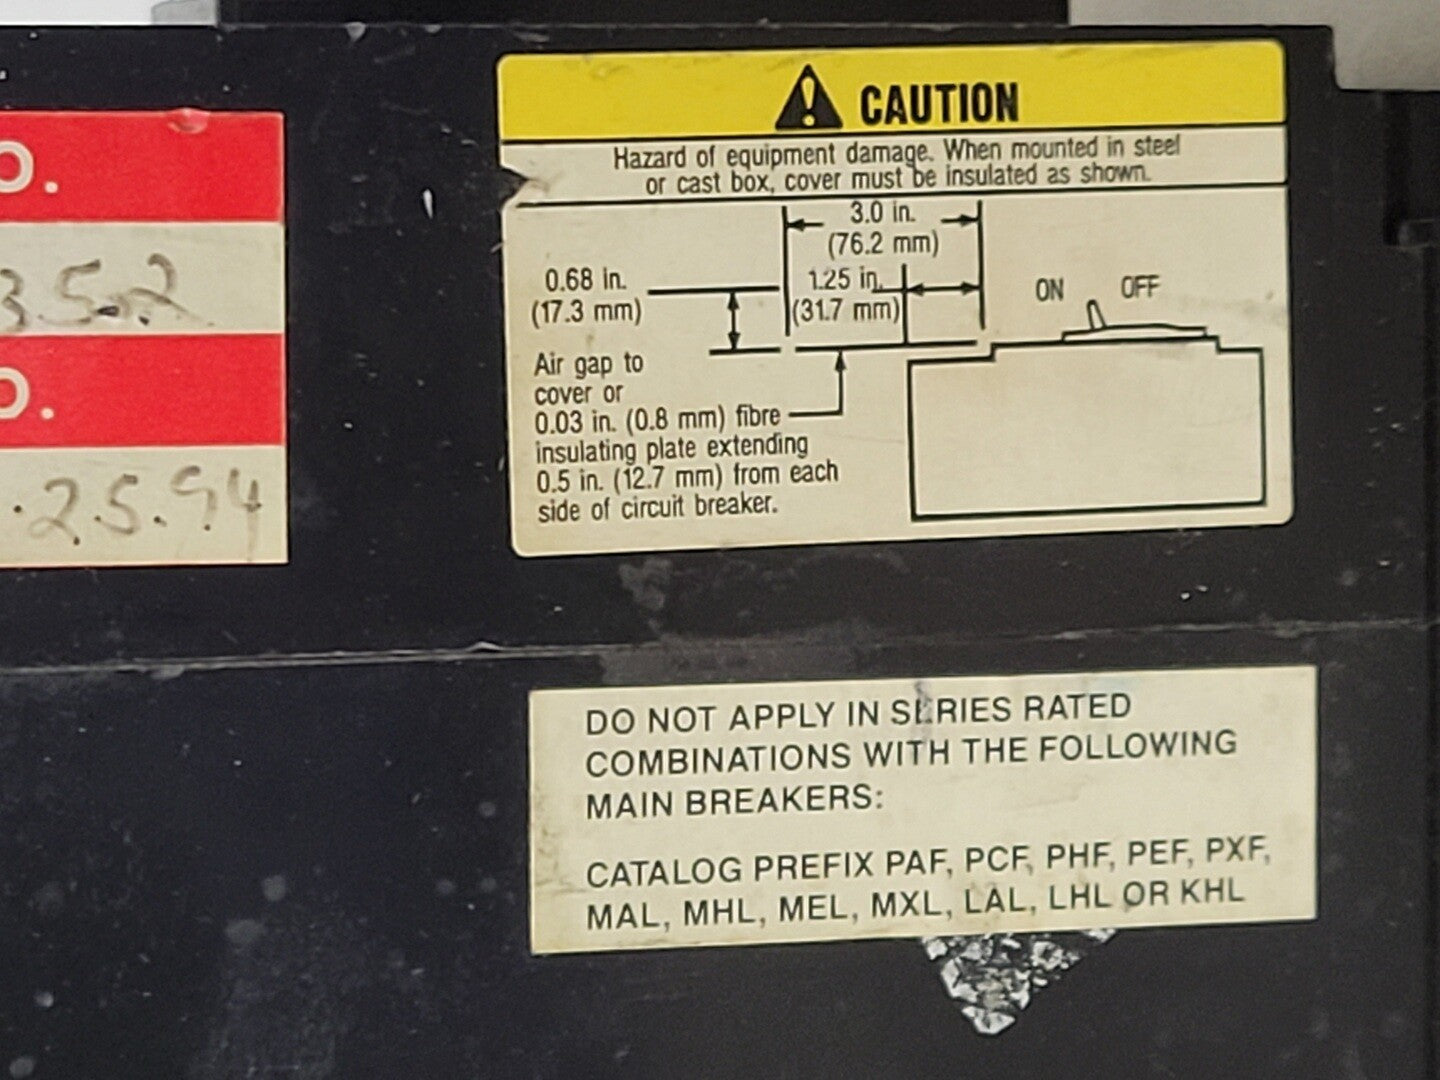 CAUTION
Hazard of equipment damage. When mounted in steel
or cast box, cover must be insulated as shown.
3.0 in.
(76.2 mm)
0.68 in.
(17.3 mm)
1.25 in.
(31.7 mm)
ON OFF
Air gap to
cover or
0.03 in. (0.8 mm) fibre
insulating plate extending
0.5 in. (12.7 mm) from each
side of circuit breaker.
O.
35.2
O.
.25.94
DO NOT APPLY IN SERIES RATED
COMBINATIONS WITH THE FOLLOWING
MAIN BREAKERS:
CATALOG PREFIX PAF, PCF, PHF, PEF, PXF,
MAL, MHL, MEL, MXL, LAL, LHL OR KHL